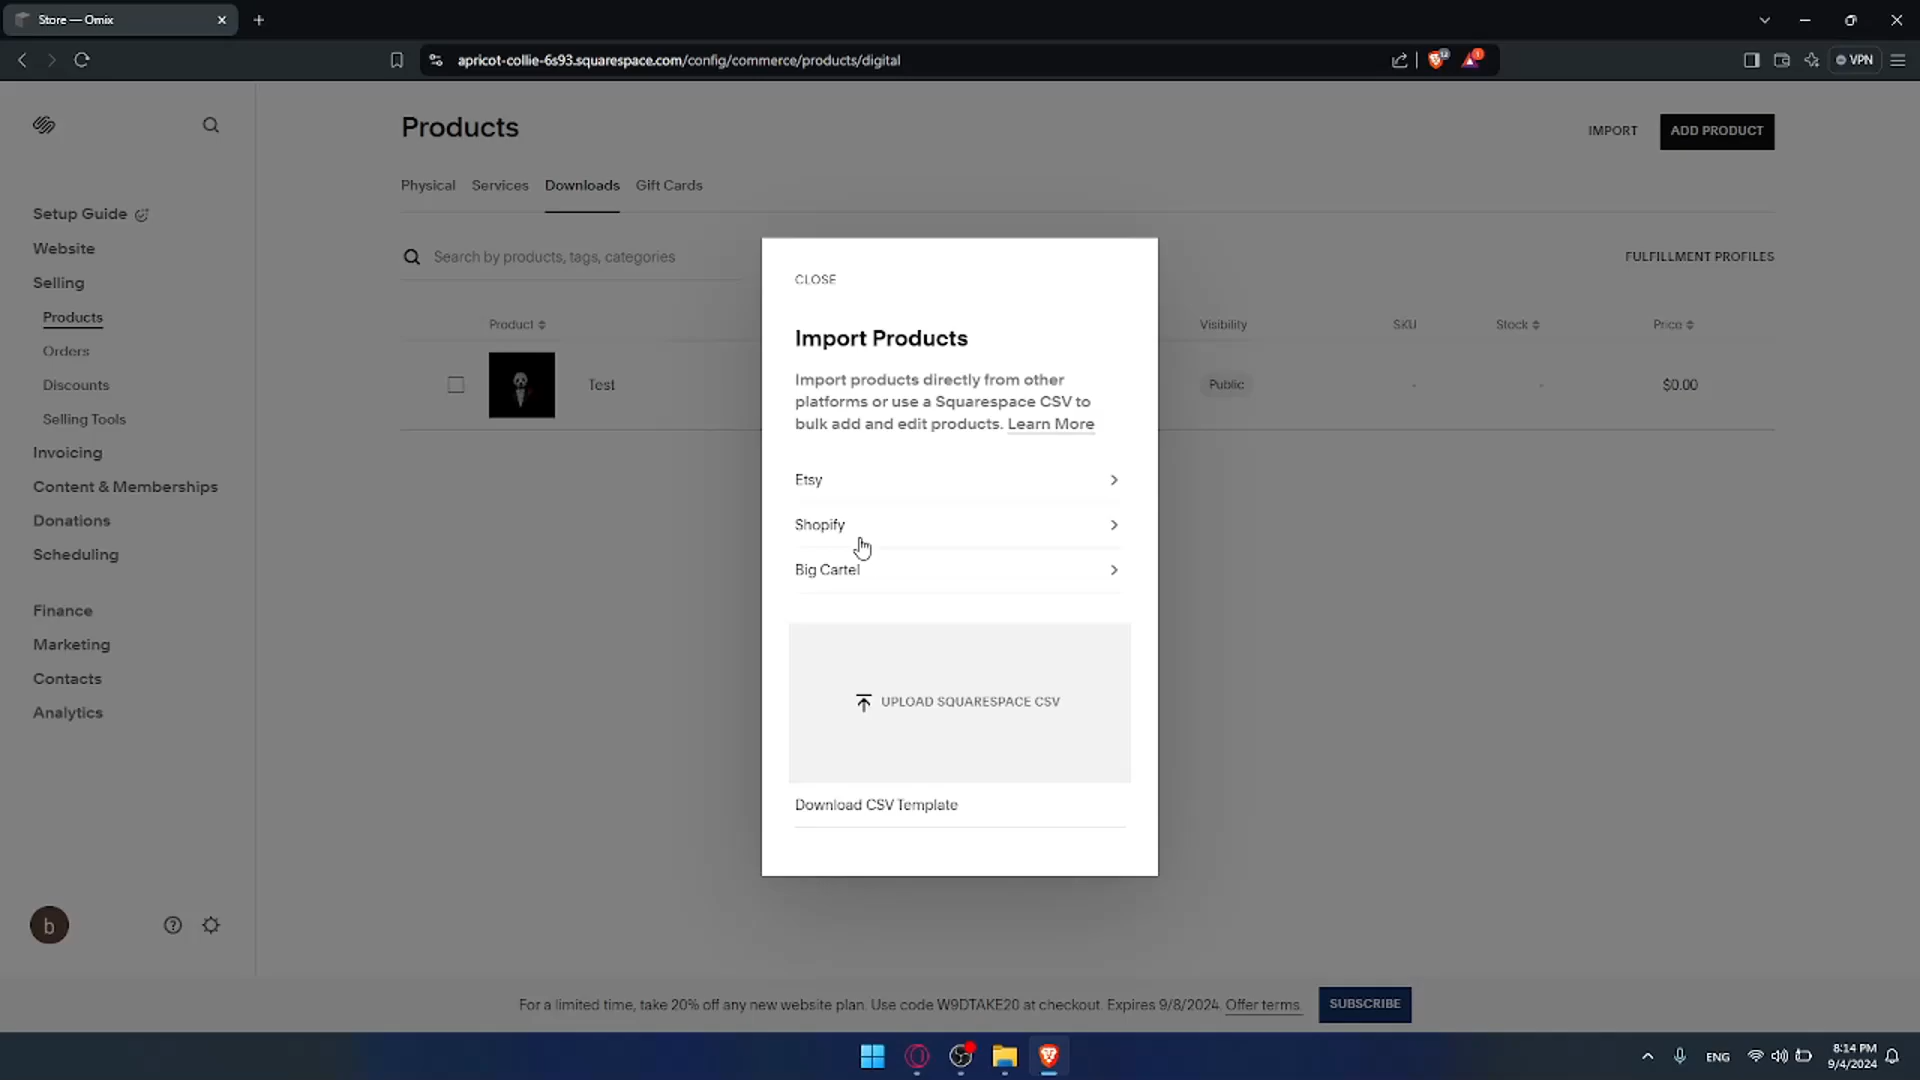 Store — Omix
apricot-collie-6s93.squarespace.com/config/commerce/products/digital
12
1
VPN
Products
IMPORT
ADD PRODUCT
Physical
Services
Downloads
Gift Cards
Setup Guide
Website
Selling
Products
Orders
Discounts
Selling Tools
Invoicing
Content & Memberships
Donations
Scheduling
Finance
Marketing
Contacts
Analytics
b
Search by products, tags, categories
FULFILLMENT PROFILES
Product
Visibility
SKU
Stock
Price
Test
Public
-
-
$0.00
CLOSE
Import Products
Import products directly from other
platforms or use a Squarespace CSV to
bulk add and edit products. Learn More
Etsy
Shopify
Big Cartel
UPLOAD SQUARESPACE CSV
Download CSV Template
For a limited time, take 20% off any new website plan. Use code W9DTAKE20 at checkout. Expires 9/8/2024. Offer terms.
SUBSCRIBE
ENG
8:14 PM
9/4/2024